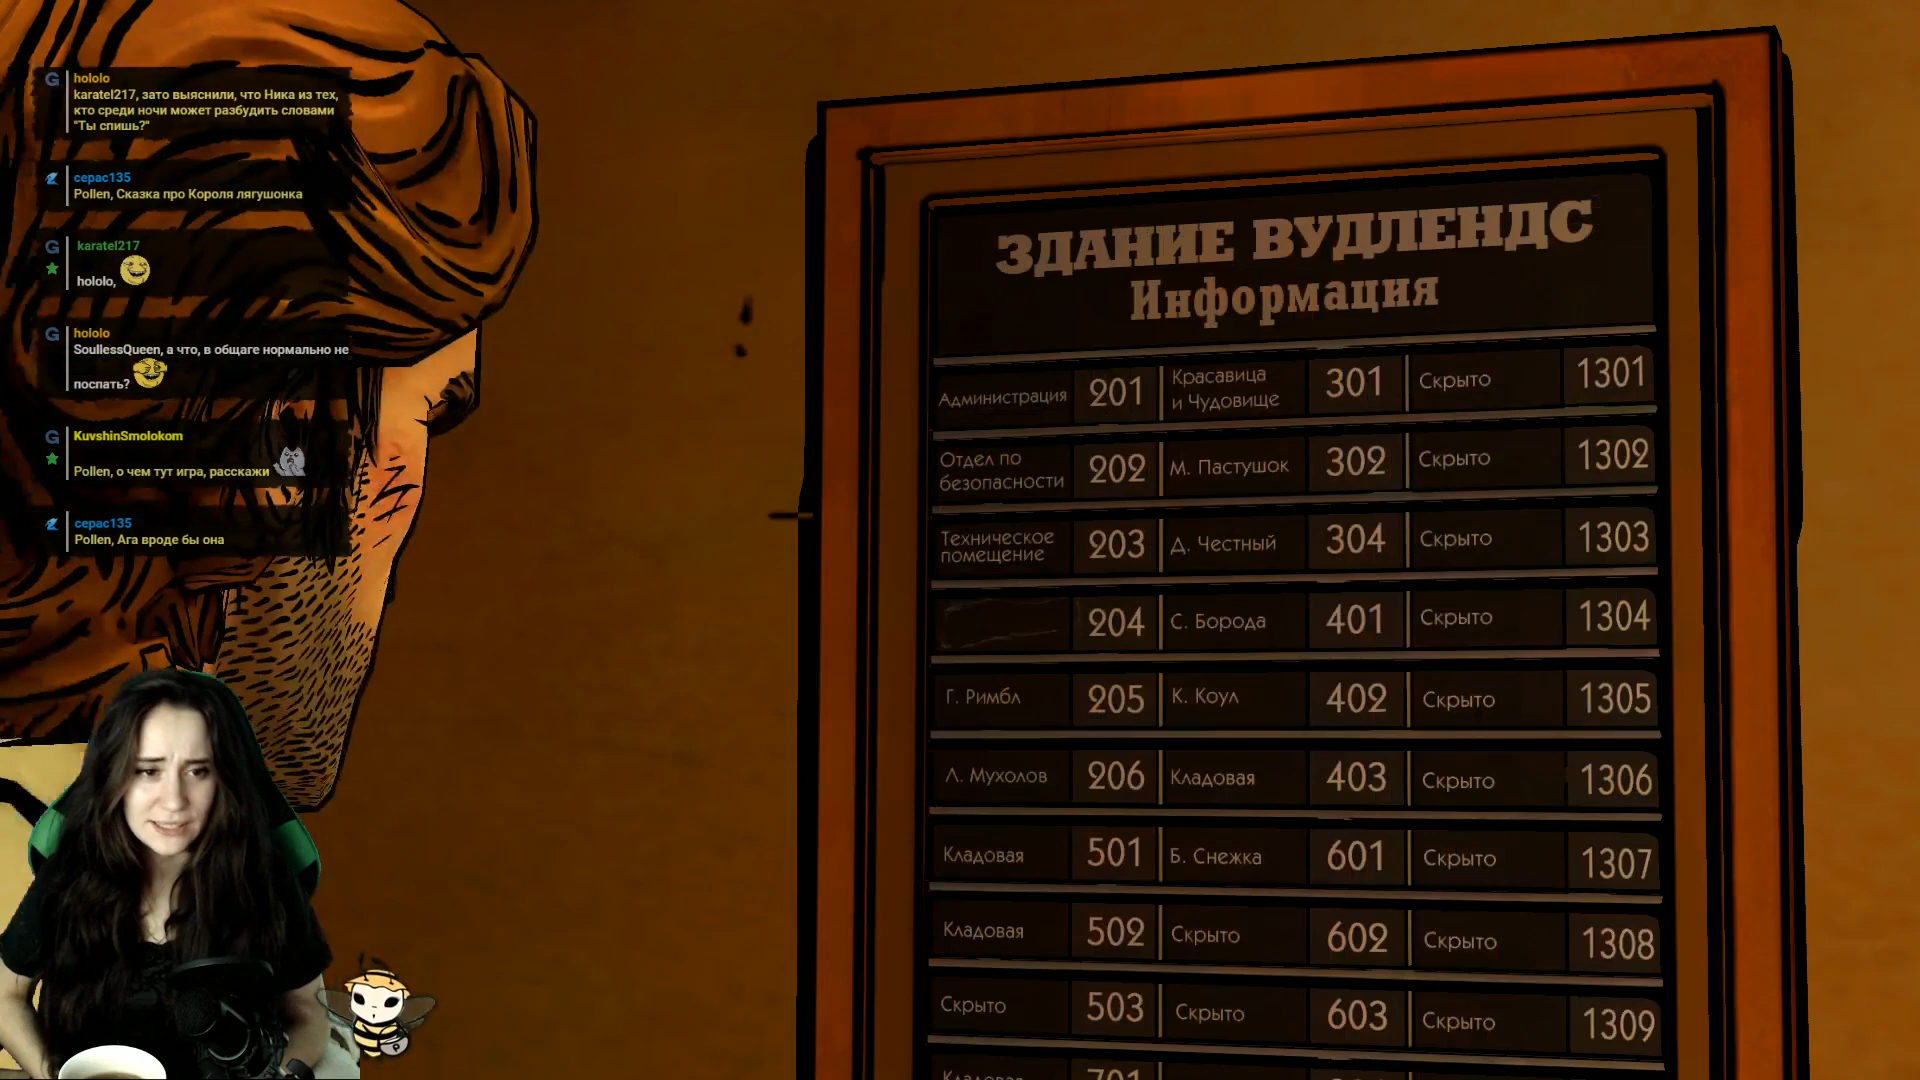 hololo
karatel217, зато выяснили, что Ника из тех,
кто среди ночи может разбудить словами
"Ты спишь?"
cepac135
Pollen, Сказка про Короля лягушонка
karatel217
hololo,
hololo
SoullessQueen, а что, в общаге нормально не
поспать?
KuvshinSmolokom
Pollen, о чем тут игра, расскажи
cepac135
Pollen, Ага вроде бы она
ЗДАНИЕ ВУДЛЕНДС
Информация
Администрация 201 Красавица и Чудовище 301 Скрыто 1301
Отдел по безопасности 202 М. Пастушок 302 Скрыто 1302
Техническое помещение 203 Д. Честный 304 Скрыто 1303
204 С. Борода 401 Скрыто 1304
Г. Римбл 205 К. Коул 402 Скрыто 1305
Л. Мухолов 206 Кладовая 403 Скрыто 1306
Кладовая 501 Б. Снежка 601 Скрыто 1307
Кладовая 502 Скрыто 602 Скрыто 1308
Скрыто 503 Скрыто 603 Скрыто 1309
Кладовая 701
P